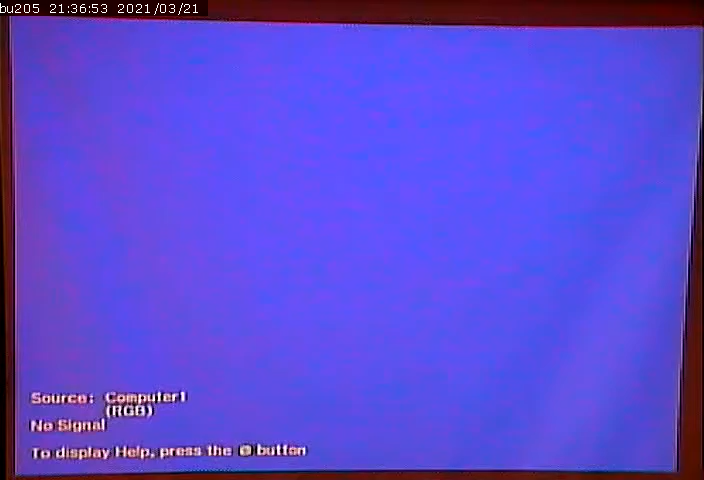 bu205 21:36:53 2021/03/21
Source: Computer1
(RGB)
No Signal
To display Help, press the button